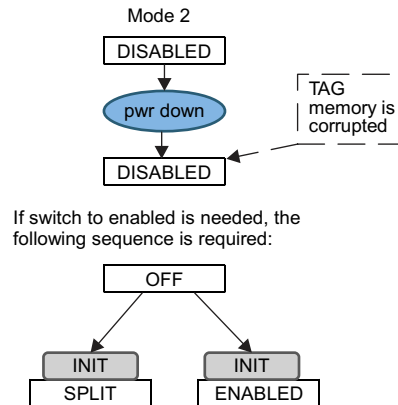 Mode 2
DISABLED
pwr down
TAG
memory is
corrupted
DISABLED
If switch to enabled is needed, the
following sequence is required:
OFF
INIT INIT
SPLIT ENABLED